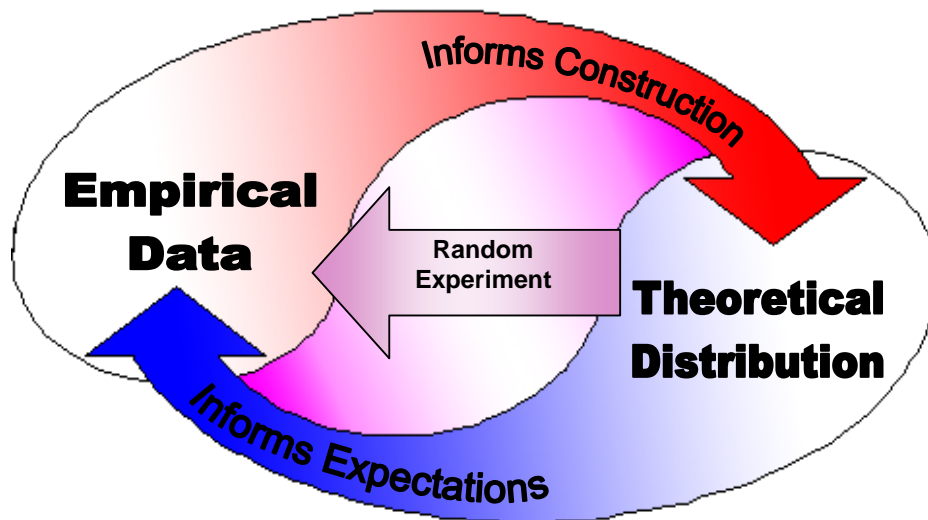 Informs Construction
Empirical
Data
Random
Experiment
Theoretical
Distribution
Informs Expectations